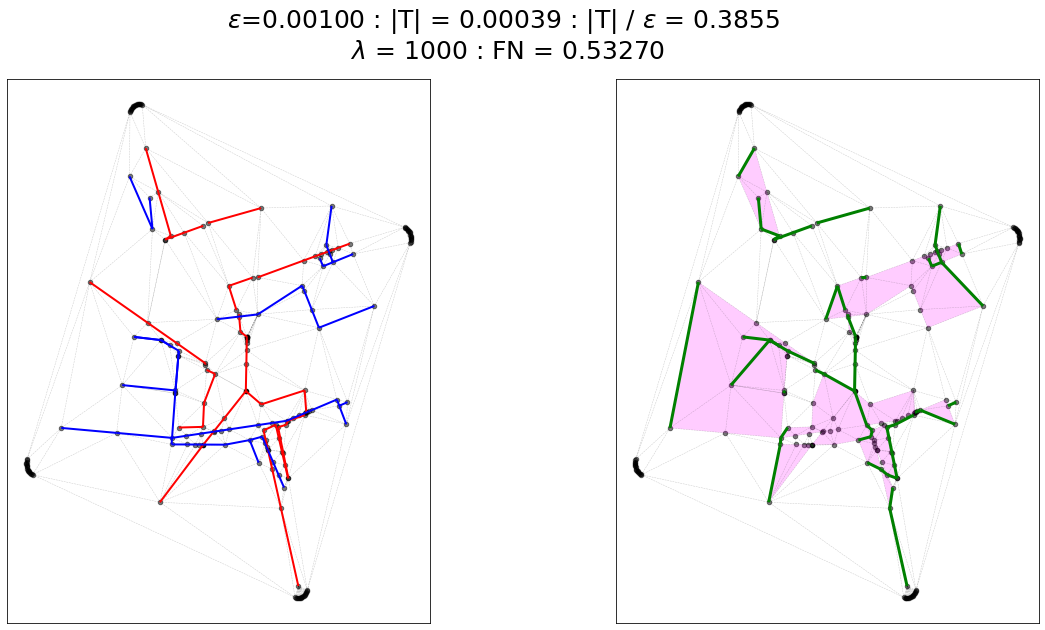 ε=0.00100 : |T| = 0.00039 : |T| / ε = 0.3855
λ = 1000 : FN = 0.53270